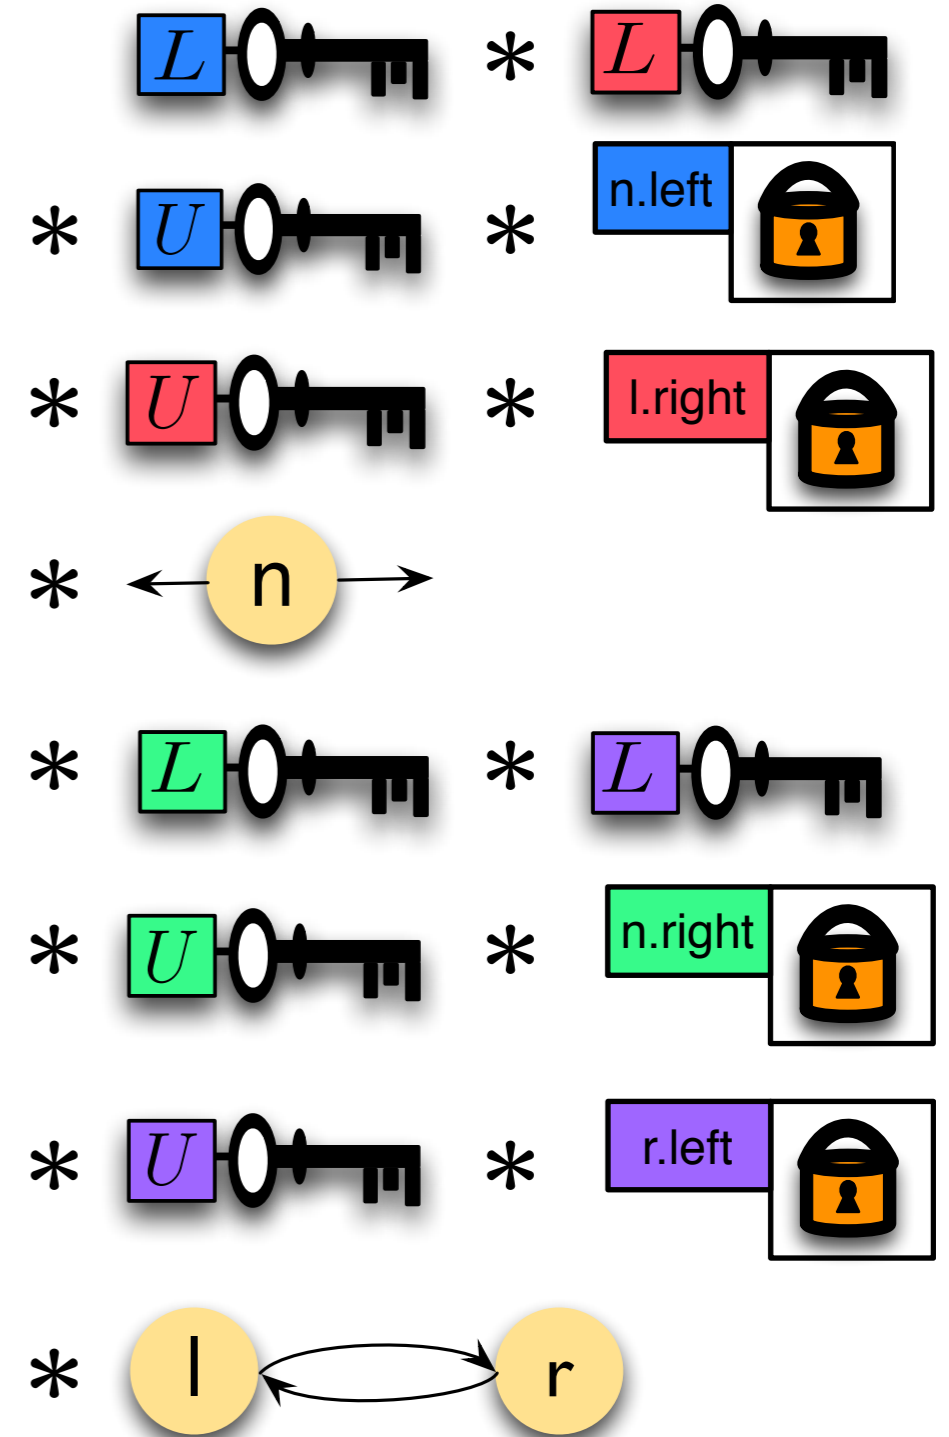 L * L
* U * n.left
* U * l.right
* n
* L * L
* U * n.right
* U * r.left
* l r